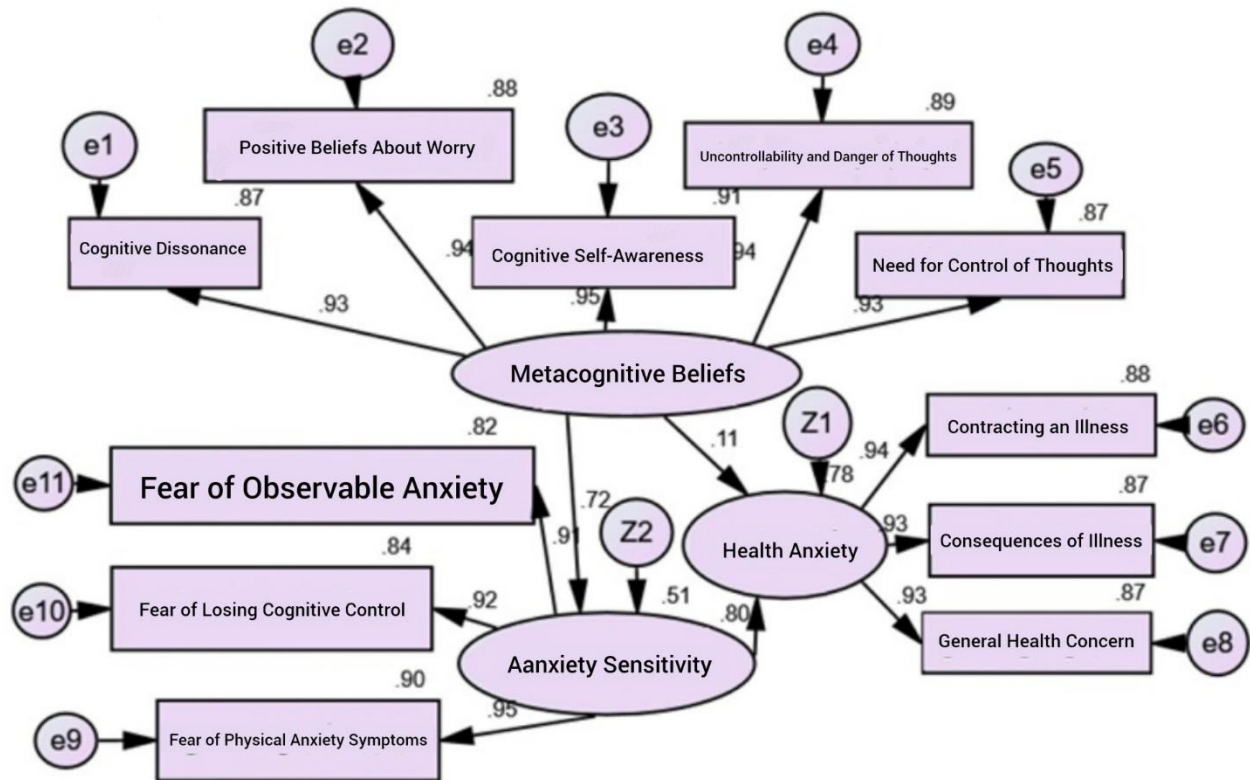 e2
e4
.88
.89
e1
Positive Beliefs About Worry
e3
Uncontrollability and Danger of Thoughts
e5
.87
.91
.87
Cognitive Dissonance
.94
Cognitive Self-Awareness
.94
Need for Control of Thoughts
.93
.95
.93
Metacognitive Beliefs
.88
.82
.11
Z1
Contracting an Illness
e6
.94
.78
e11
Fear of Observable Anxiety
.72
.87
.91
Z2
Health Anxiety
.93
Consequences of Illness
e7
.84
e10
Fear of Losing Cognitive Control
.92
.51
.80
.93
.87
General Health Concern
e8
Aanxiety Sensitivity
.90
.95
e9
Fear of Physical Anxiety Symptoms